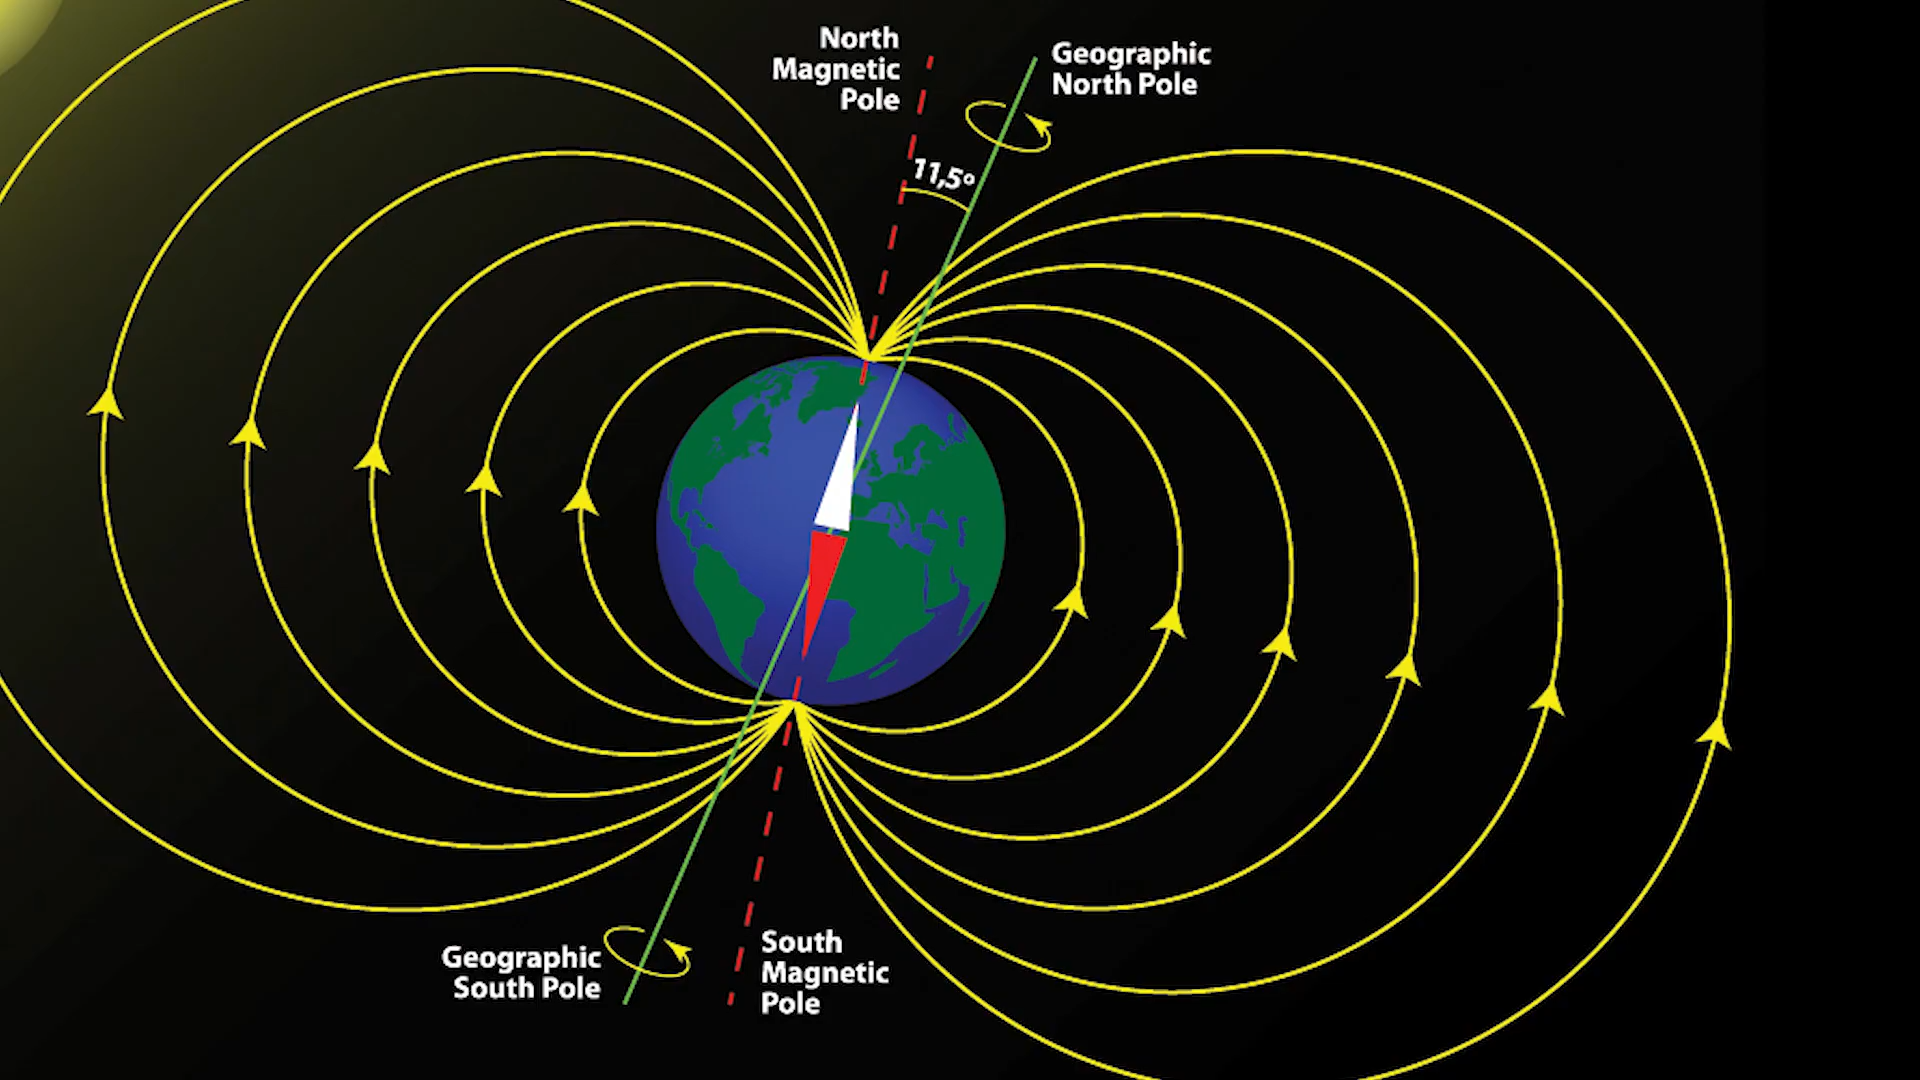 North
Magnetic
Pole
Geographic
North Pole
11,5°
Geographic
South Pole
South
Magnetic
Pole